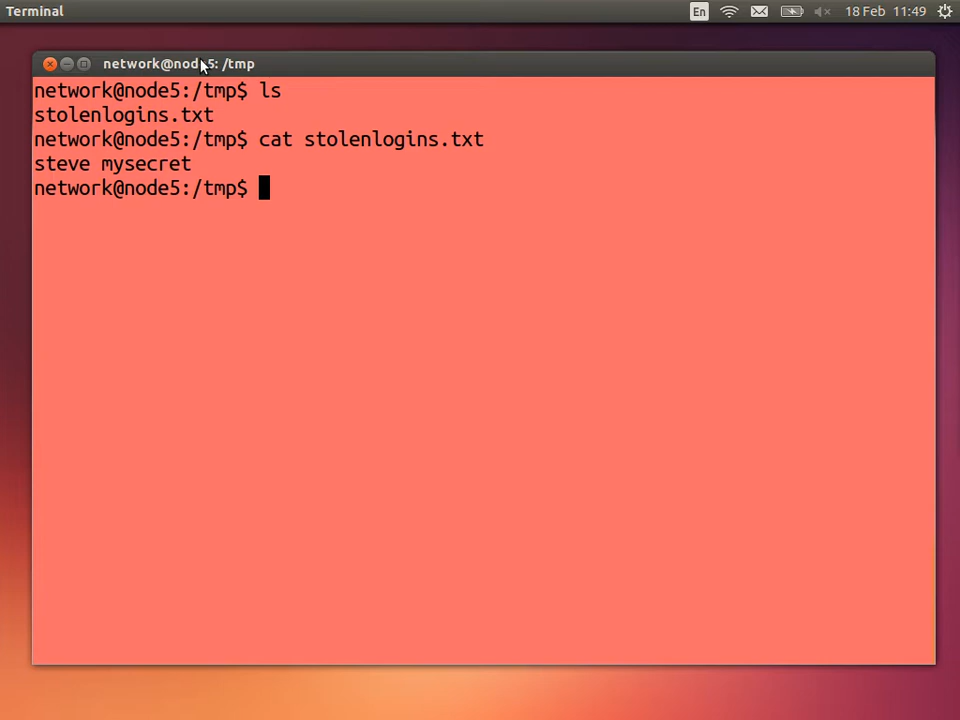 Terminal
En
18 Feb 11:49
network@node5: /tmp
network@node5:/tmp$ ls
stolenlogins.txt
network@node5:/tmp$ cat stolenlogins.txt
steve mysecret
network@node5:/tmp$